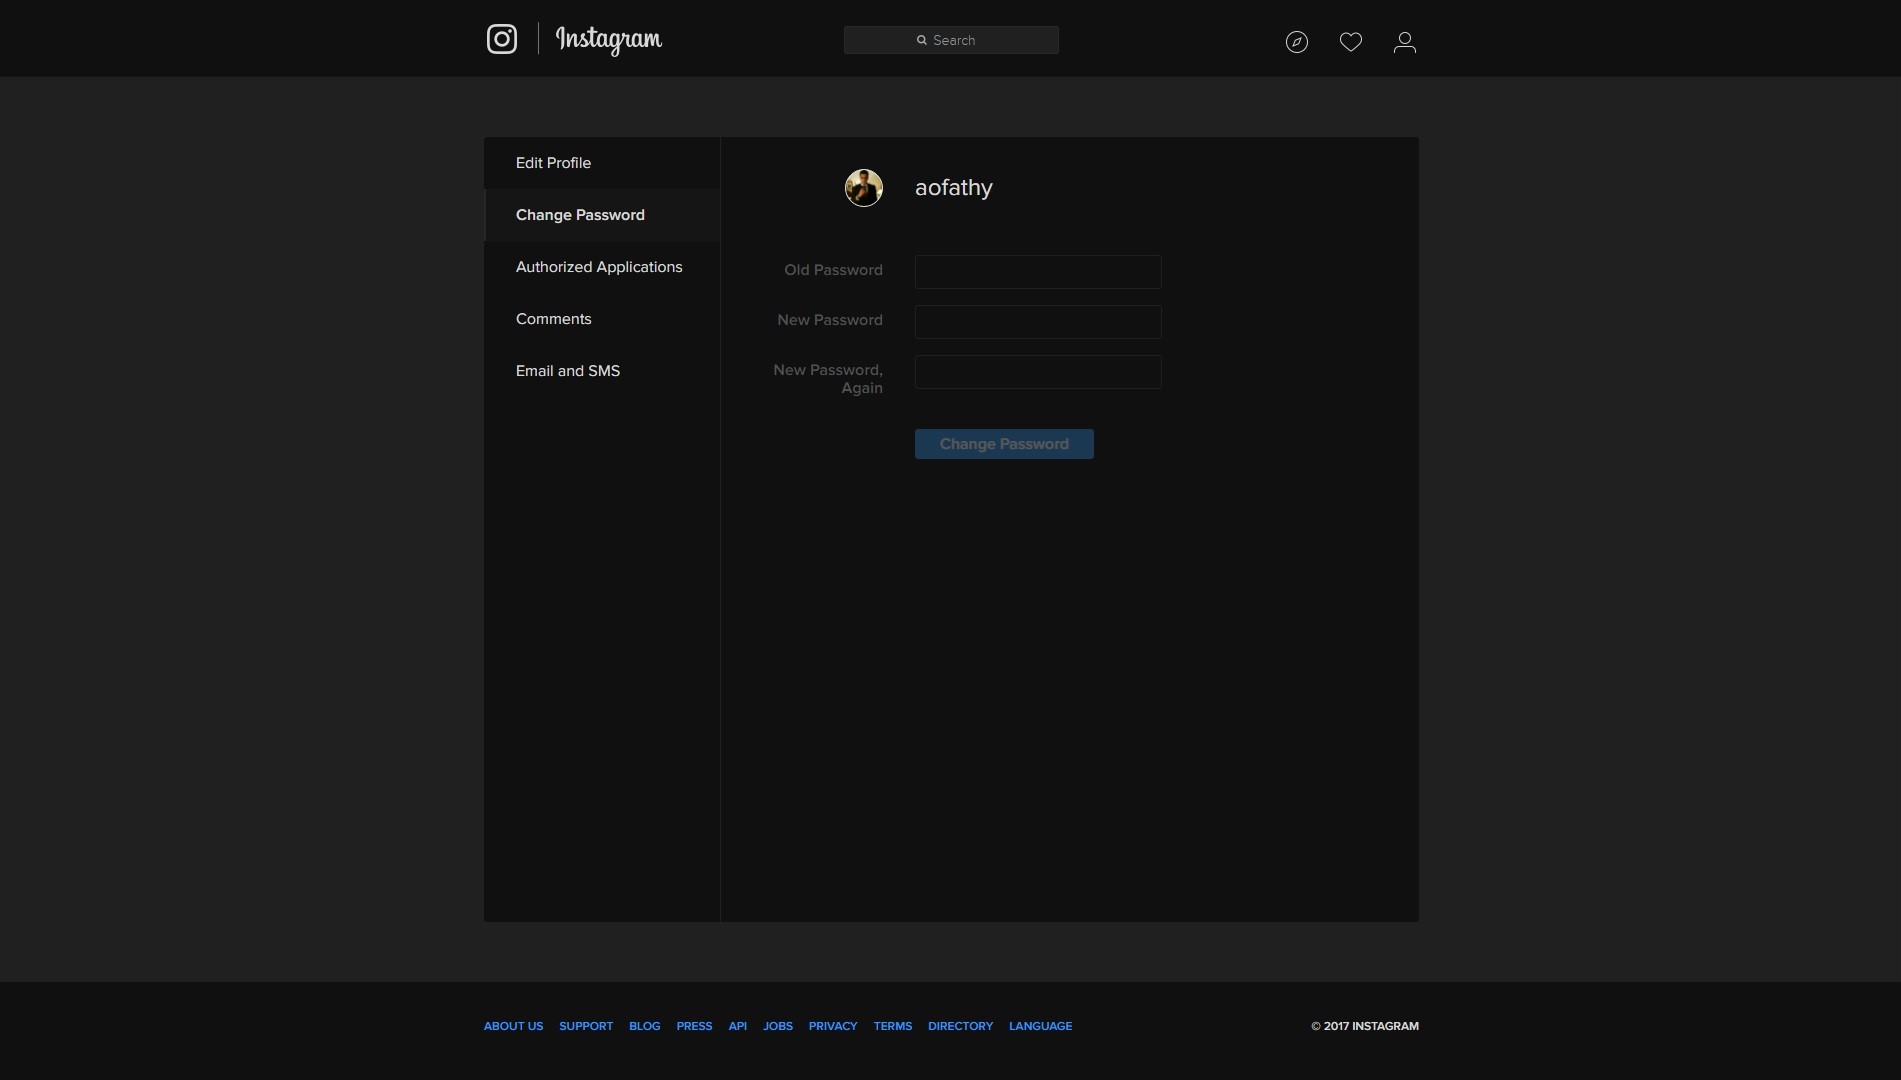 Instagram
Search
Edit Profile
Change Password
Authorized Applications
Comments
Email and SMS
aofathy
Old Password
New Password
New Password,
Again
Change Password
ABOUT US SUPPORT BLOG PRESS API JOBS PRIVACY TERMS DIRECTORY LANGUAGE
© 2017 INSTAGRAM